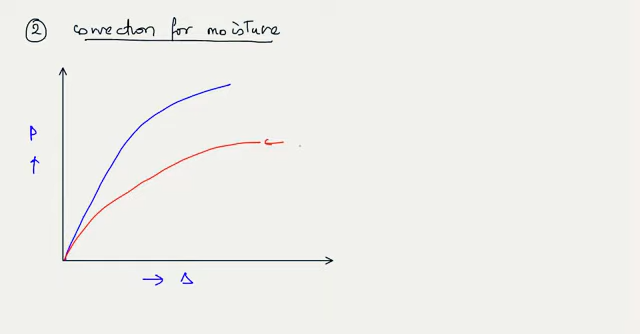 ② correction for moisture
P
↑
→ Δ